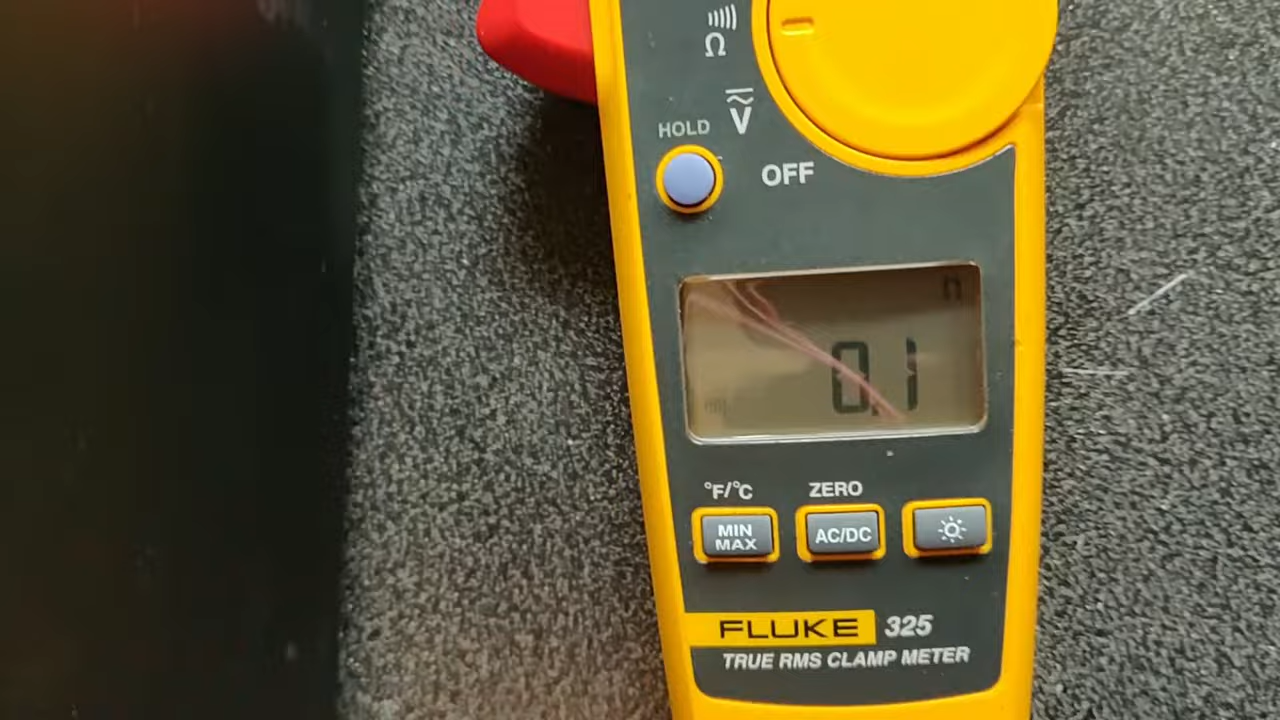 Ω
V
HOLD
OFF
0.1
°F/°C
ZERO
MIN
MAX
AC/DC
FLUKE 325
TRUE RMS CLAMP METER